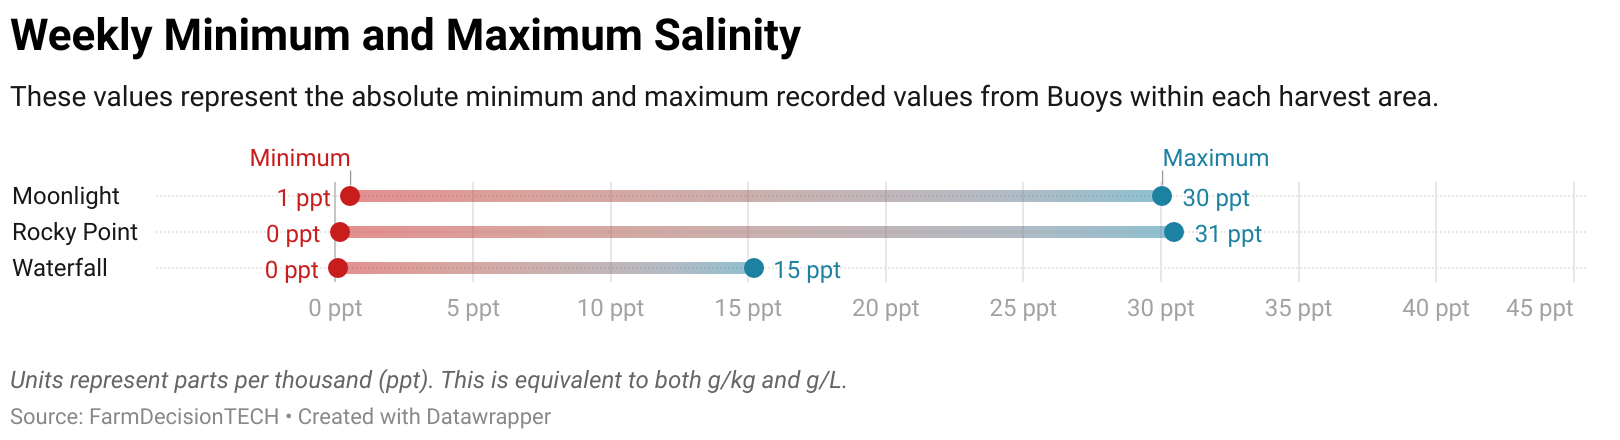 Weekly Minimum and Maximum Salinity
These values represent the absolute minimum and maximum recorded values from Buoys within each harvest area.
Minimum Maximum
Moonlight 1 ppt 30 ppt
Rocky Point 0 ppt 31 ppt
Waterfall 0 ppt 15 ppt
0 ppt 5 ppt 10 ppt 15 ppt 20 ppt 25 ppt 30 ppt 35 ppt 40 ppt 45 ppt
Units represent parts per thousand (ppt). This is equivalent to both g/kg and g/L.
Source: FarmDecisionTECH • Created with Datawrapper